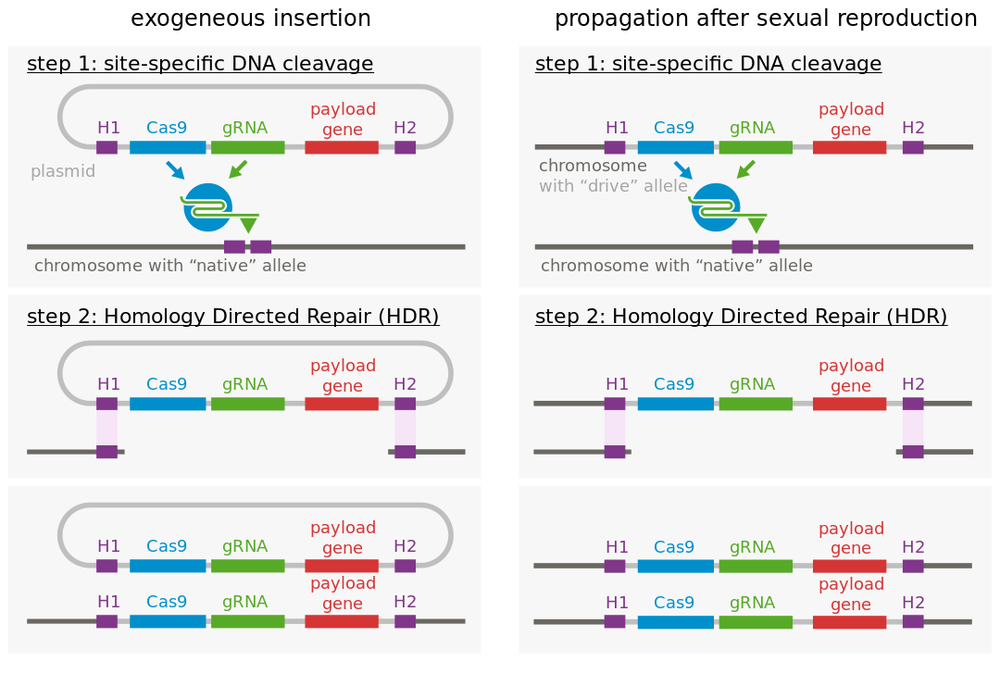 exogeneous insertion
propagation after sexual reproduction
step 1: site-specific DNA cleavage
payload
H1 Cas9 gRNA gene H2
plasmid
chromosome with “native” allele
step 1: site-specific DNA cleavage
payload
H1 Cas9 gRNA gene H2
chromosome
with “drive” allele
chromosome with “native” allele
step 2: Homology Directed Repair (HDR)
payload
H1 Cas9 gRNA gene H2
step 2: Homology Directed Repair (HDR)
payload
H1 Cas9 gRNA gene H2
payload
H1 Cas9 gRNA gene H2
payload
H1 Cas9 gRNA gene H2
payload
H1 Cas9 gRNA gene H2
payload
H1 Cas9 gRNA gene H2